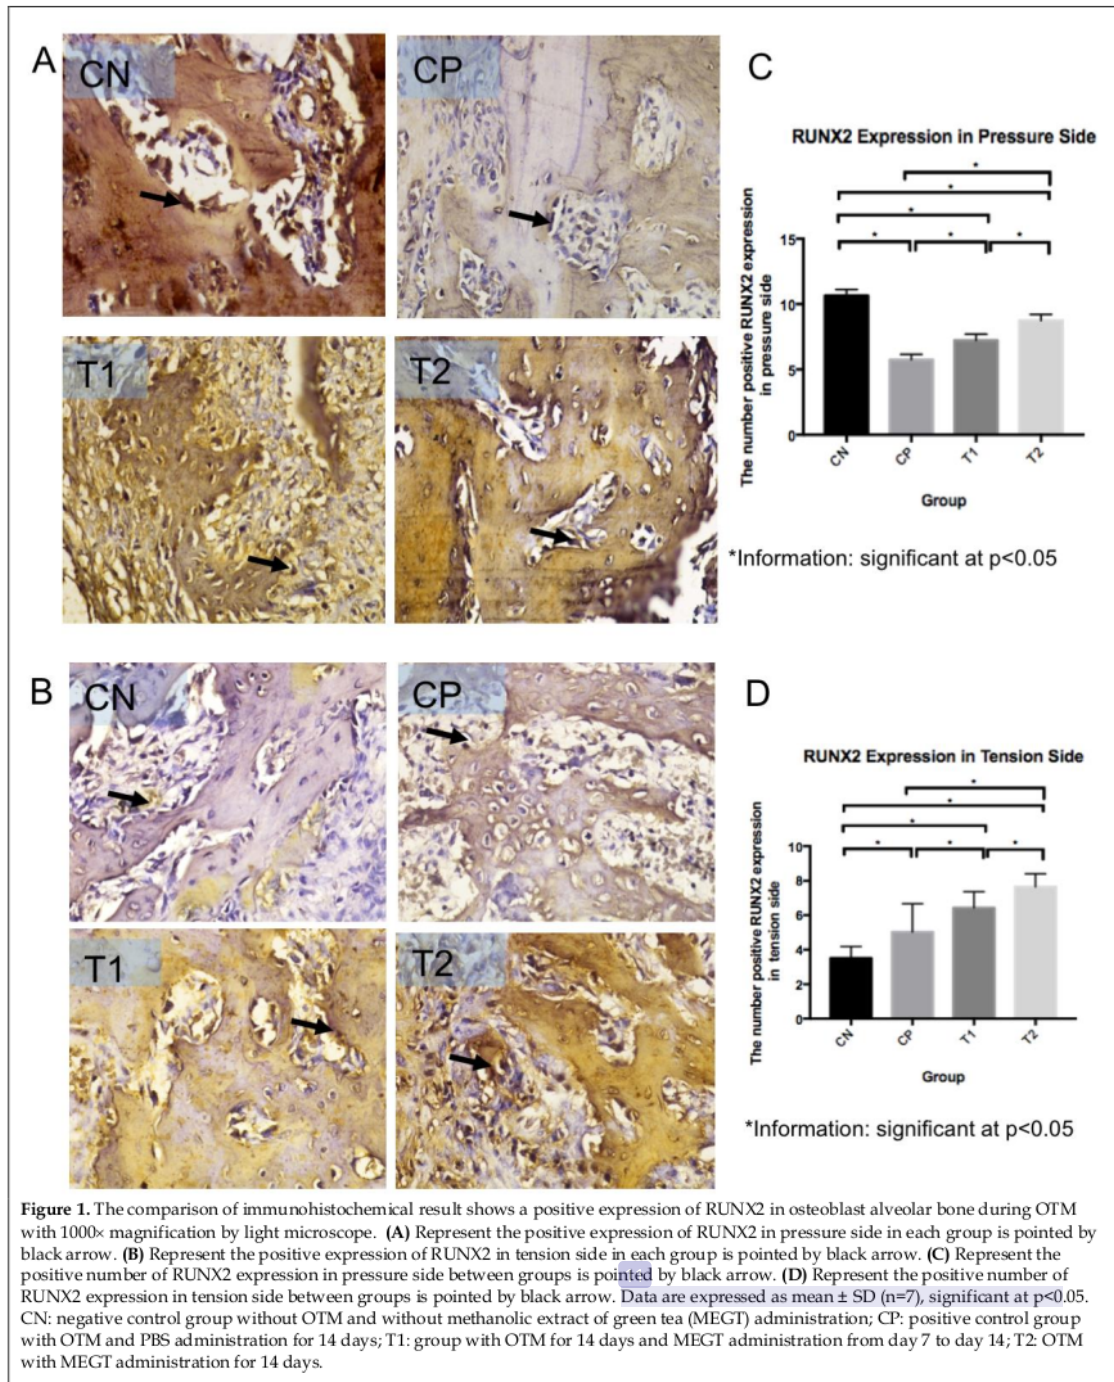 A
CN
CP
T1
T2
C
RUNX2 Expression in Pressure Side
* * * * * *
The number positive RUNX2 expression
in pressure side
15
10
5
0
CN CP T1 T2
Group
*Information: significant at p<0.05
B
CN
CP
T1
T2
D
RUNX2 Expression in Tension Side
* * * * * *
The number positive RUNX2 expression
in tension side
10
8
6
4
2
0
CN CP T1 T2
Group
*Information: significant at p<0.05
Figure 1. The comparison of immunohistochemical result shows a positive expression of RUNX2 in osteoblast alveolar bone during OTM
with 1000× magnification by light microscope. (A) Represent the positive expression of RUNX2 in pressure side in each group is pointed by
black arrow. (B) Represent the positive expression of RUNX2 in tension side in each group is pointed by black arrow. (C) Represent the
positive number of RUNX2 expression in pressure side between groups is pointed by black arrow. (D) Represent the positive number of
RUNX2 expression in tension side between groups is pointed by black arrow. Data are expressed as mean ± SD (n=7), significant at p<0.05.
CN: negative control group without OTM and without methanolic extract of green tea (MEGT) administration; CP: positive control group
with OTM and PBS administration for 14 days; T1: group with OTM for 14 days and MEGT administration from day 7 to day 14; T2: OTM
with MEGT administration for 14 days.